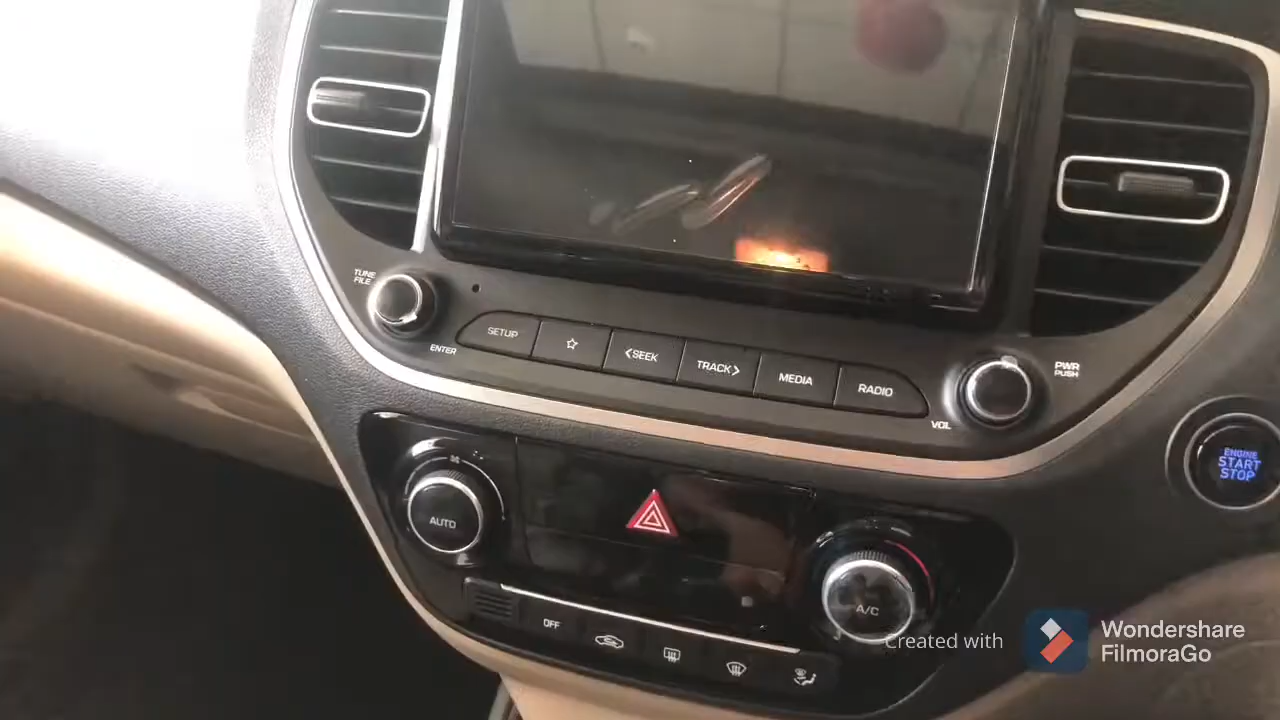 TUNE
FILE
ENTER
SETUP
<SEEK
TRACK>
MEDIA
RADIO
PWR
PUSH
VOL
ENGINE
START
STOP
AUTO
A/C
OFF
Created with
Wondershare
FilmoraGo